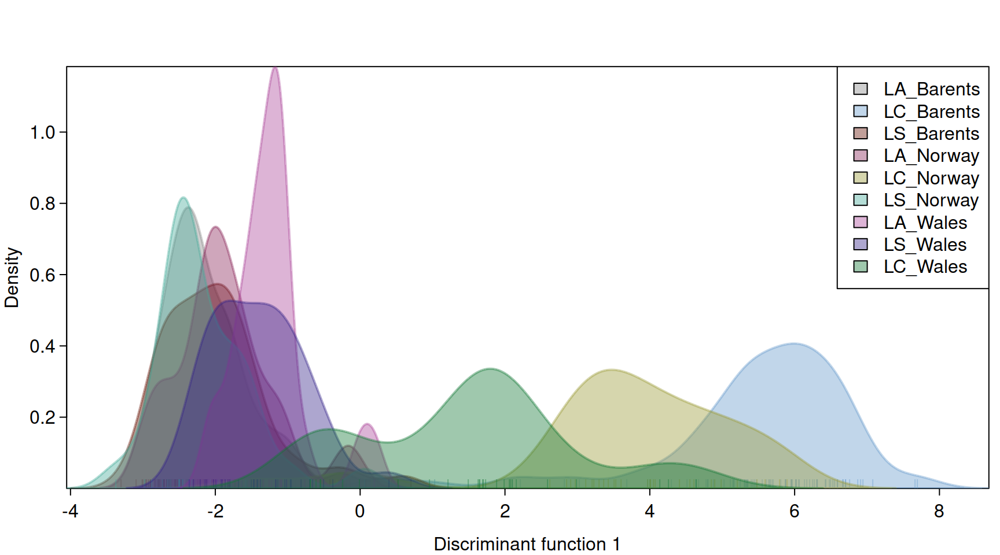 LA_Barents
LC_Barents
LS_Barents
LA_Norway
LC_Norway
LS_Norway
LA_Wales
LS_Wales
LC_Wales
1.0
0.8
0.6
0.4
0.2
Density
-4 -2 0 2 4 6 8
Discriminant function 1